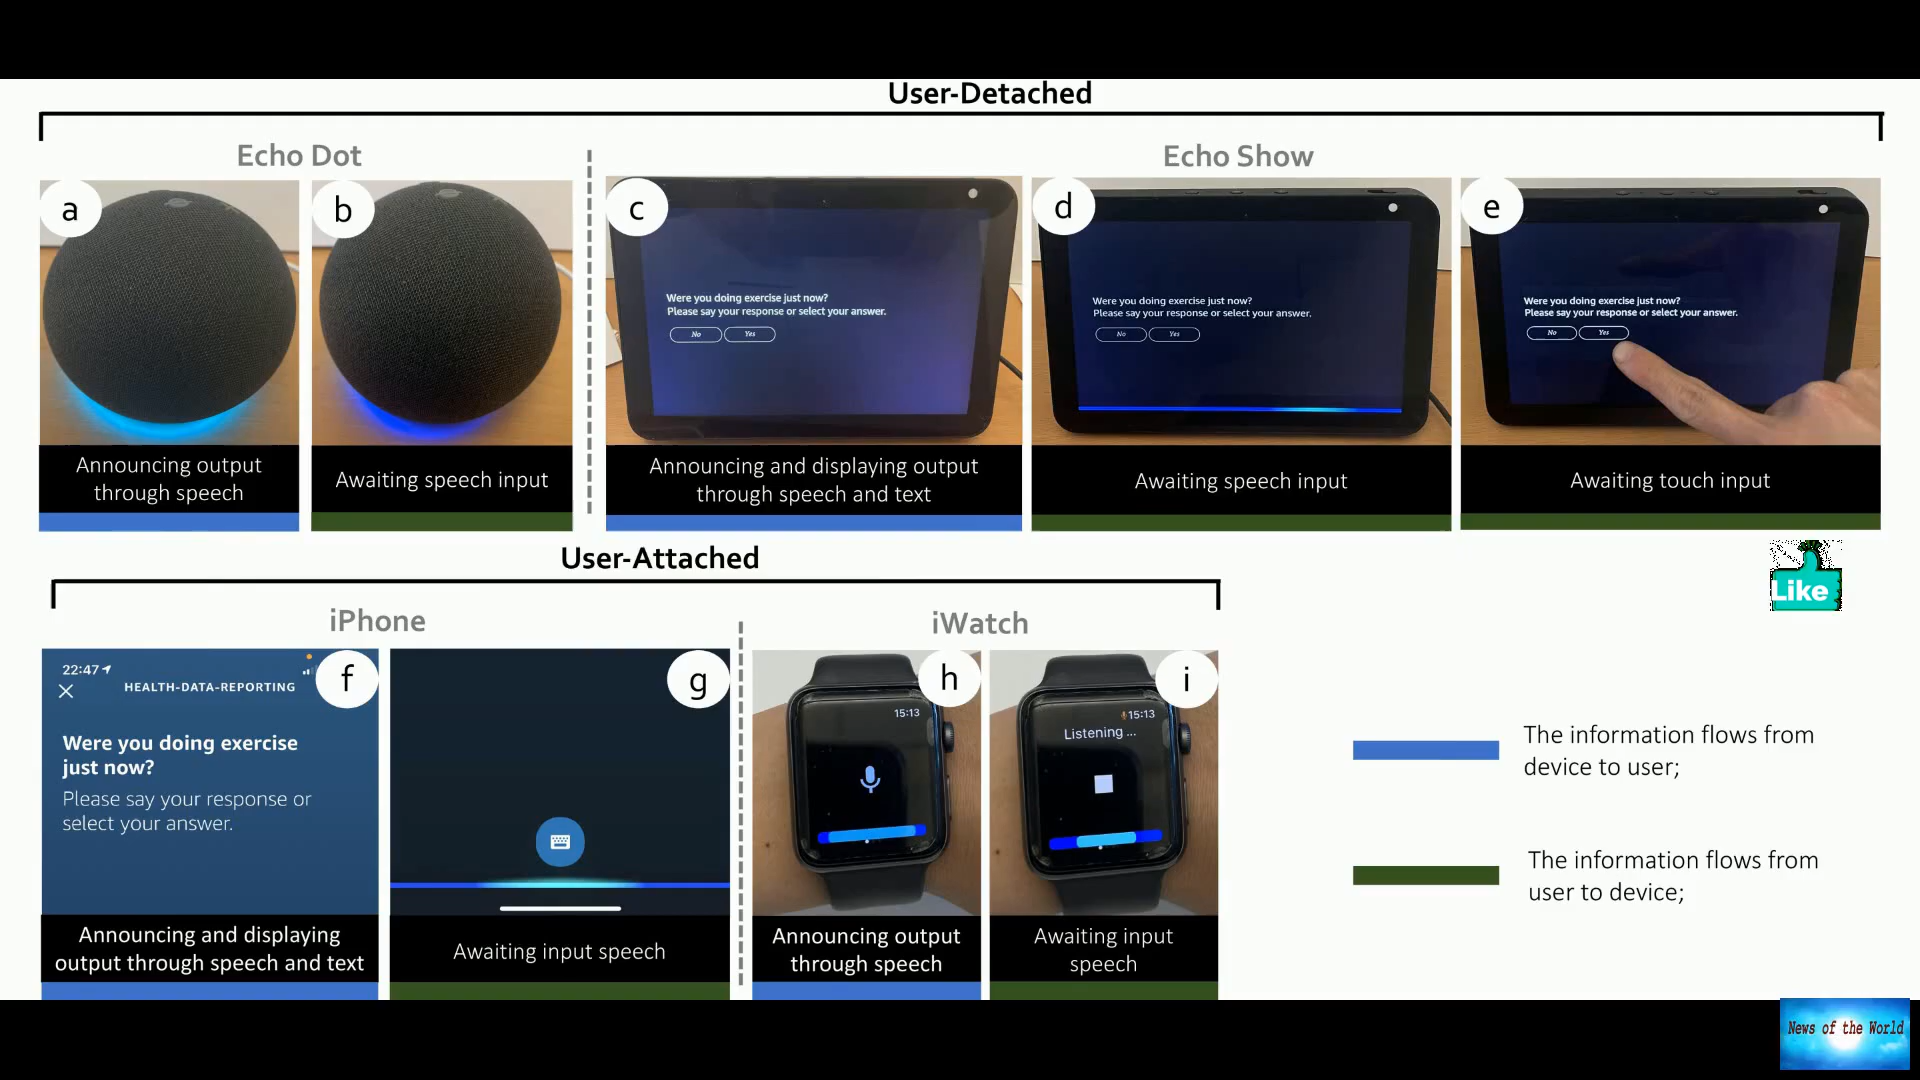 User-Detached
Echo Dot
Echo Show
a
b
c
d
e
Were you doing exercise just now?
Please say your response or select your answer.
No Yes
Were you doing exercise just now?
Please say your response or select your answer.
No Yes
Were you doing exercise just now?
Please say your response or select your answer.
No Yes
Announcing output
through speech
Awaiting speech input
Announcing and displaying output
through speech and text
Awaiting speech input
Awaiting touch input
User-Attached
Like
iPhone
iWatch
f
22:47
HEALTH-DATA-REPORTING
Were you doing exercise
just now?
Please say your response or
select your answer.
g
h
15:13
i
15:13
Listening ...
Announcing and displaying
output through speech and text
Awaiting input speech
Announcing output
through speech
Awaiting input
speech
The information flows from
device to user;
The information flows from
user to device;
News of the World